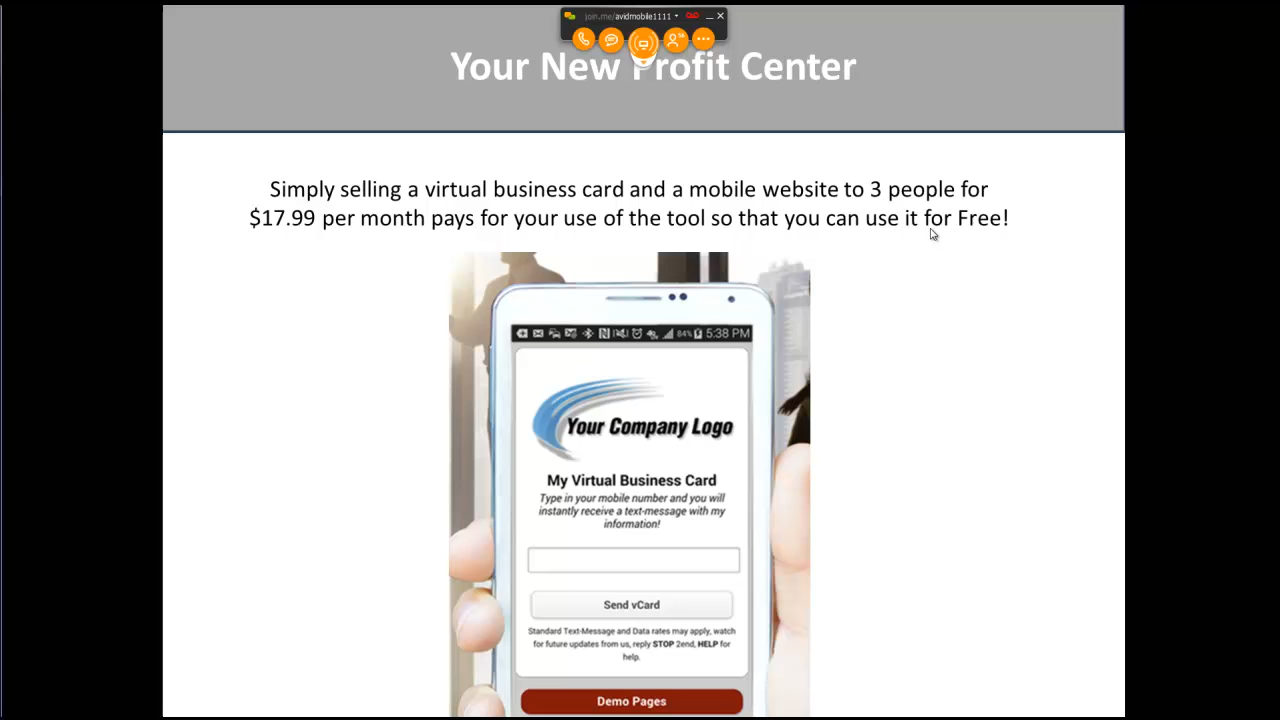 join.me/avidmobile1111
Your New Profit Center
Simply selling a virtual business card and a mobile website to 3 people for
$17.99 per month pays for your use of the tool so that you can use it for Free!
84% 5:38 PM
Your Company Logo
My Virtual Business Card
Type in your mobile number and you will
instantly receive a text-message with my
information!
Send vCard
Standard Text-Message and Data rates may apply, watch
for future updates from us, reply STOP 2end, HELP for
help.
Demo Pages